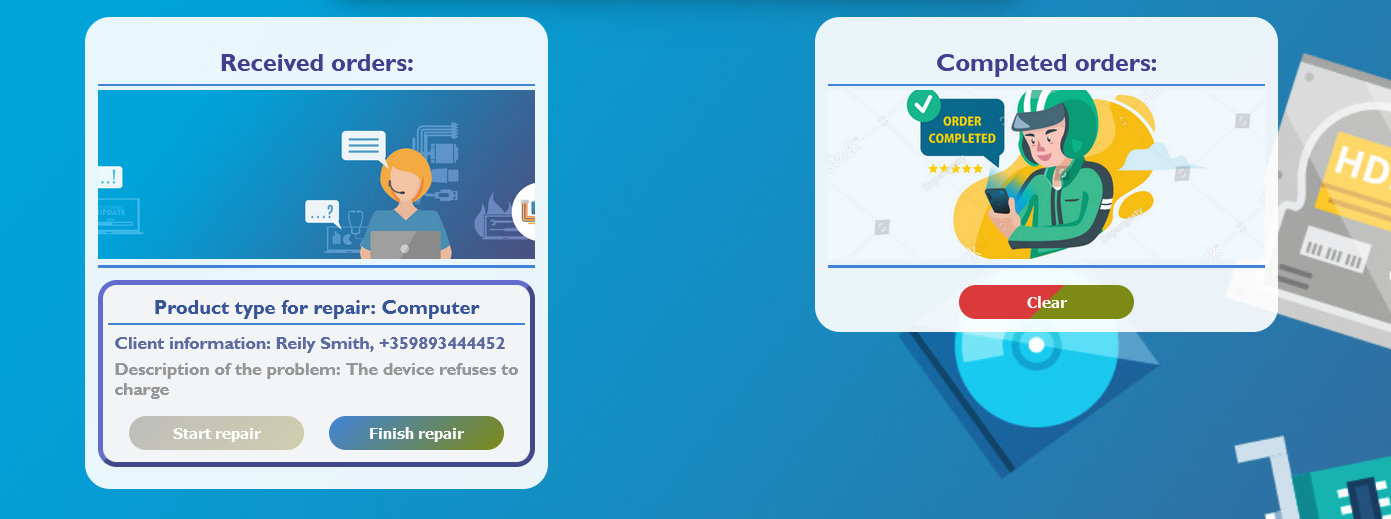 Received orders:
...!
UPDATE
...?
Product type for repair: Computer
Client information: Reily Smith, +359893444452
Description of the problem: The device refuses to
charge
Start repair
Finish repair
Completed orders:
ORDER
COMPLETED
Clear
HD